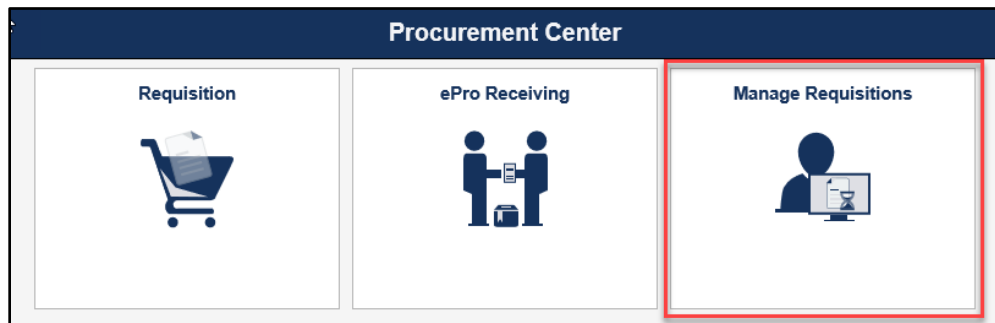 Procurement Center
Requisition
ePro Receiving
Manage Requisitions